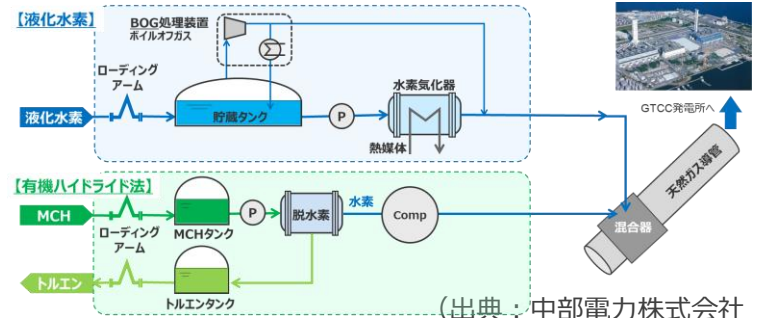 【液化水素】
BOG処理装置
ボイルオフガス
ローディング
アーム
液化水素
貯蔵タンク
P
水素気化器
熱媒体
GTCC発電所へ
天然ガス導管
混合器
【有機ハイドライド法】
MCH
ローディング
アーム
MCHタンク
P
脱水素
水素
Comp
トルエン
トルエンタンク
(出典：中部電力株式会社